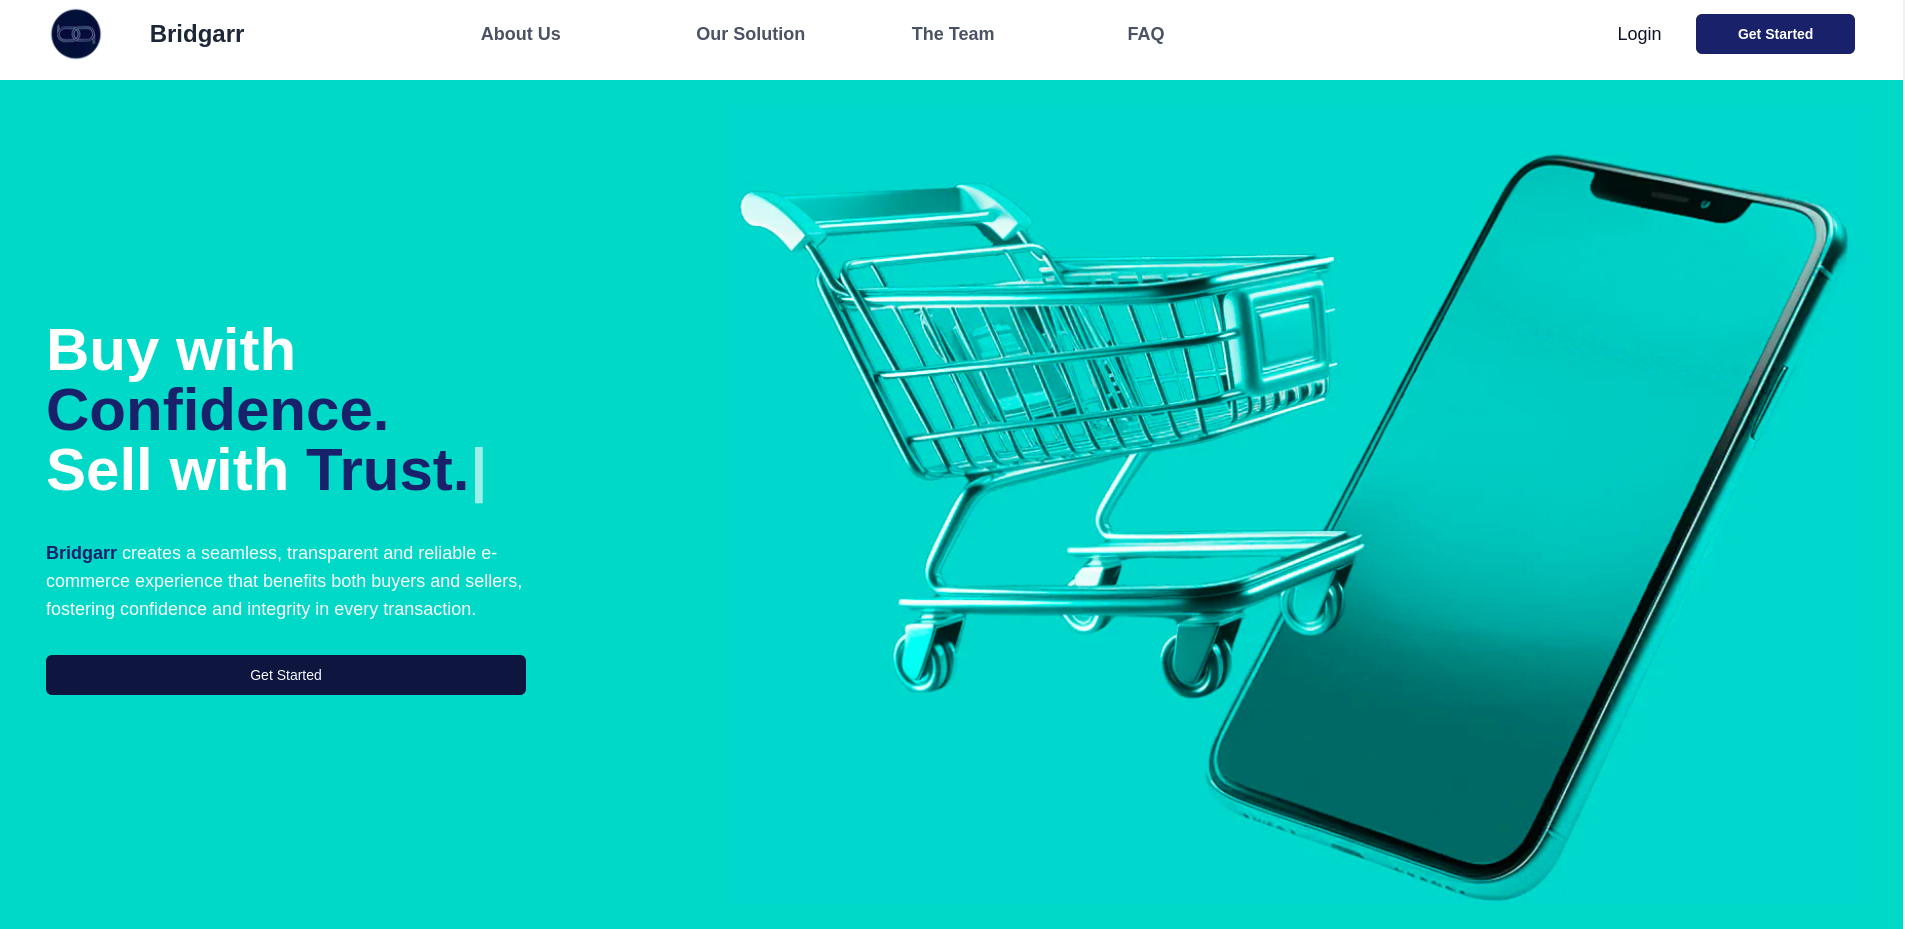 Bridgarr
About Us
Our Solution
The Team
FAQ
Login
Get Started
Buy with
Confidence.
Sell with Trust.|
Bridgarr creates a seamless, transparent and reliable e-
commerce experience that benefits both buyers and sellers,
fostering confidence and integrity in every transaction.
Get Started